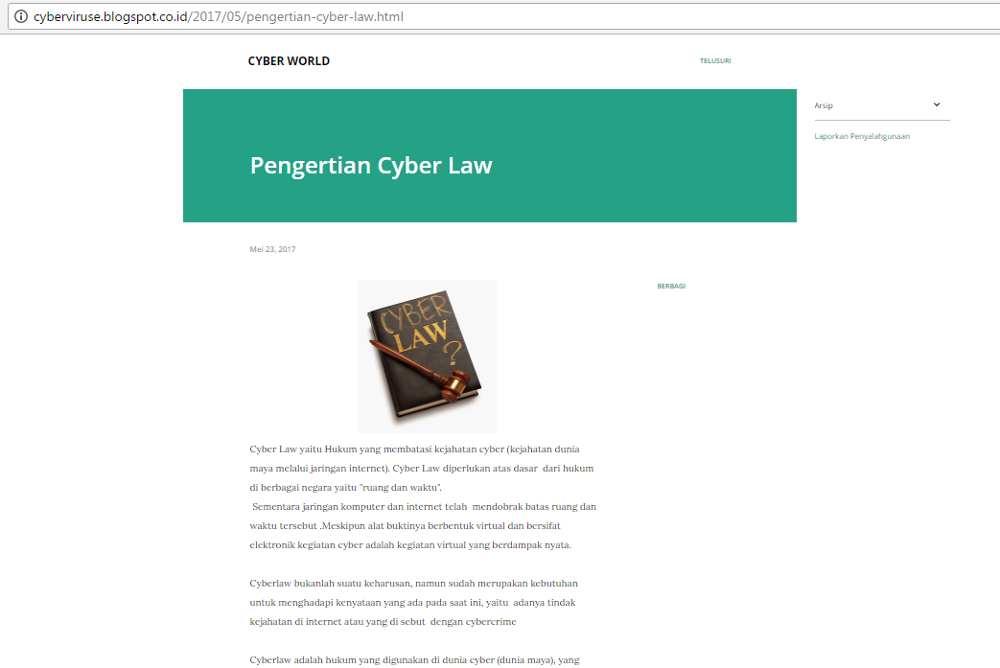 cyberviruse.blogspot.co.id/2017/05/pengertian-cyber-law.html
CYBER WORLD
TELUSURI
Arsip
Laporkan Penyalahgunaan
Pengertian Cyber Law
Mei 23, 2017
BERBAGI
CYBER
LAW
?
Cyber Law yaitu Hukum yang membatasi kejahatan cyber (kejahatan dunia
maya melalui jaringan internet). Cyber Law diperlukan atas dasar  dari hukum
di berbagai negara yaitu "ruang dan waktu".
 Sementara jaringan komputer dan internet telah  mendobrak batas ruang dan
waktu tersebut .Meskipun alat buktinya berbentuk virtual dan bersifat
elektronik kegiatan cyber adalah kegiatan virtual yang berdampak nyata.
Cyberlaw bukanlah suatu keharusan, namun sudah merupakan kebutuhan
untuk menghadapi kenyataan yang ada pada saat ini, yaitu  adanya tindak
kejahatan di internet atau yang di sebut  dengan cybercrime
Cyberlaw adalah hukum yang digunakan di dunia cyber (dunia maya), yang